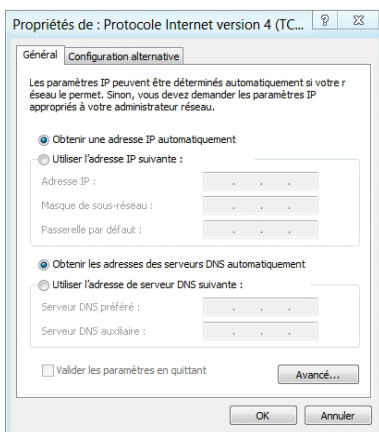 Propriétés de : Protocole Internet version 4 (TC...
Général
Configuration alternative
Les paramètres IP peuvent être déterminés automatiquement si votre r
éseau le permet. Sinon, vous devez demander les paramètres IP
appropriés à votre administrateur réseau.
Obtenir une adresse IP automatiquement
Utiliser l'adresse IP suivante :
Adresse IP :
Masque de sous-réseau :
Passerelle par défaut :
Obtenir les adresses des serveurs DNS automatiquement
Utiliser l'adresse de serveur DNS suivante :
Serveur DNS préféré :
Serveur DNS auxiliaire :
Valider les paramètres en quittant
Avancé...
OK
Annuler